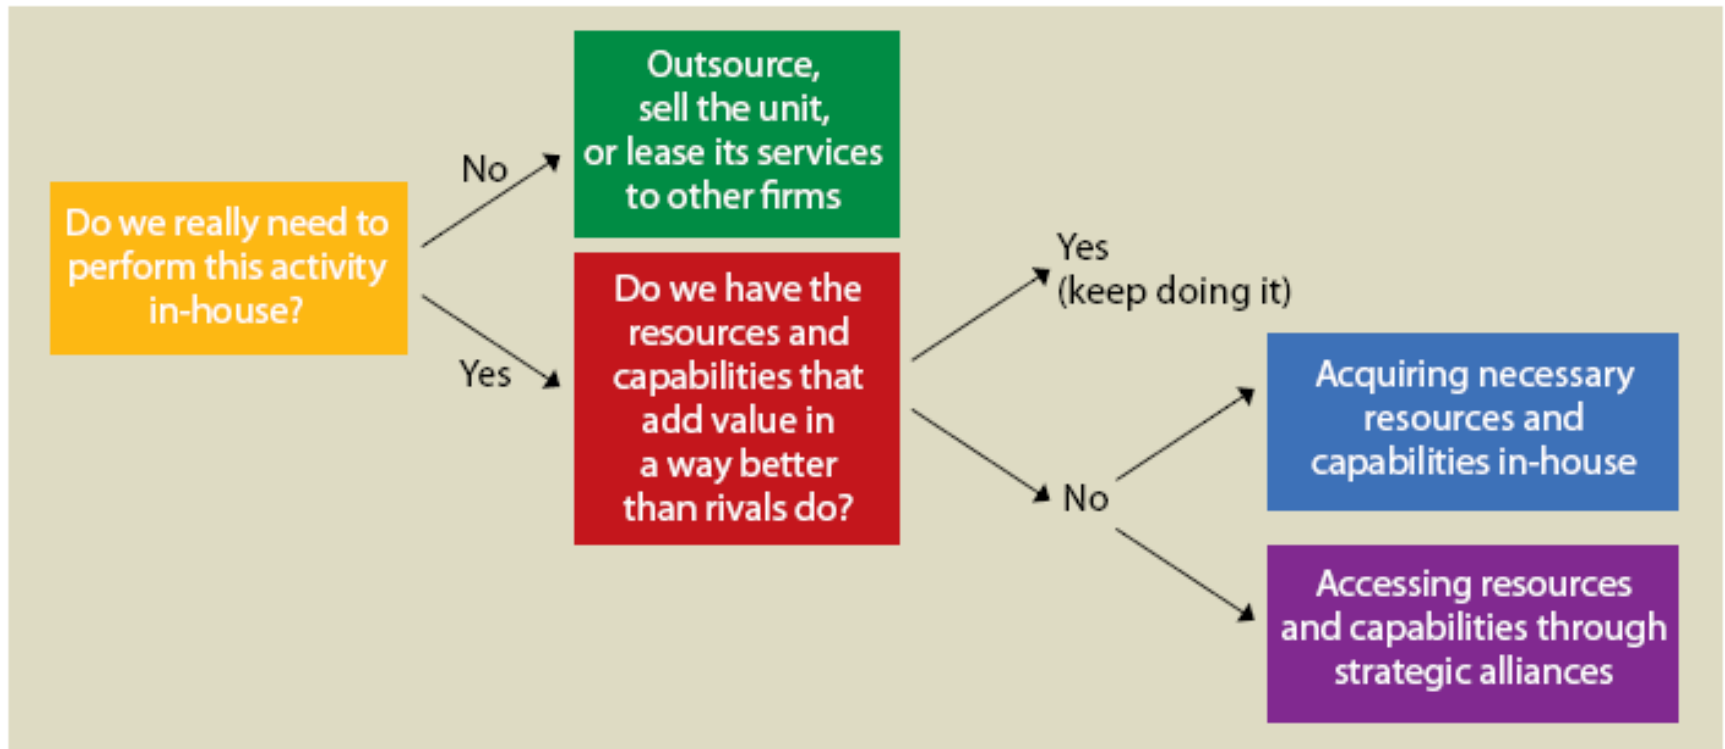 Do we really need to
perform this activity
in-house?
No
Yes
Outsource,
sell the unit,
or lease its services
to other firms
Do we have the
resources and
capabilities that
add value in
a way better
than rivals do?
Yes
(keep doing it)
No
Acquiring necessary
resources and
capabilities in-house
Accessing resources
and capabilities through
strategic alliances